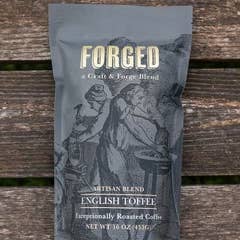 FORGED
a Craft & Forge Blend
ARTISAN BLEND
ENGLISH TOFFEE
Exceptionally Roasted Coffee
NET WT 16 OZ (453G)